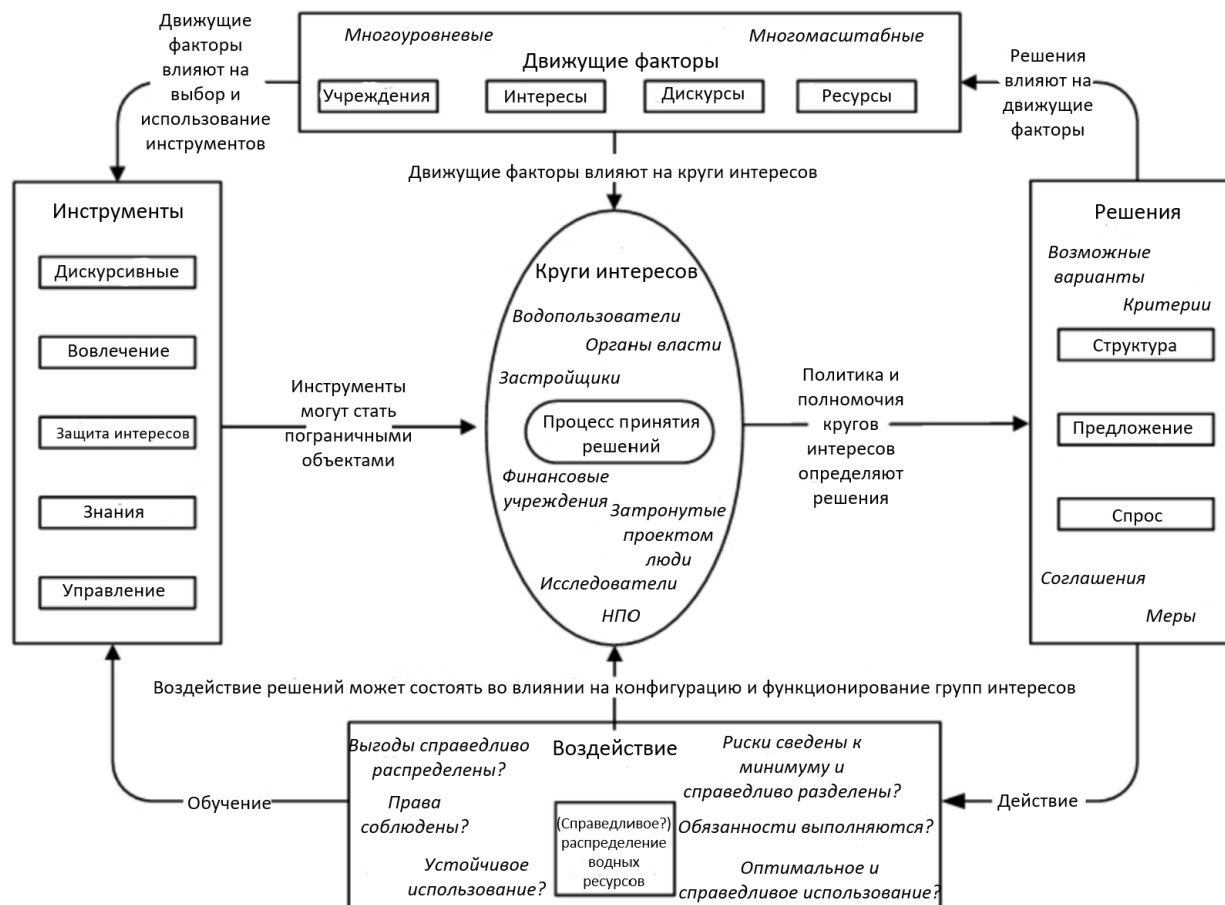 Движущие
факторы
влияют на
выбор и
использование
инструментов
Многоуровневые
Многомасштабные
Движущие факторы
Учреждения
Интересы
Дискурсы
Ресурсы
Решения
влияют на
движущие
факторы
Движущие факторы влияют на круги интересов
Инструменты
Дискурсивные
Вовлечение
Защита интересов
Знания
Управление
Инструменты
могут стать
пограничными
объектами
Круги интересов
Водопользователи
Органы власти
Застройщики
Процесс принятия
решений
Финансовые
учреждения
Затронутые
проектом
люди
Исследователи
НПО
Политика и
полномочия
кругов
интересов
определяют
решения
Решения
Возможные
варианты
Критерии
Структура
Предложение
Спрос
Соглашения
Меры
Воздействие решений может состоять во влиянии на конфигурацию и функционирование групп интересов
Обучение
Воздействие
Выгоды справедливо
распределены?
Права
соблюдены?
Устойчивое
использование?
(Справедливое?)
распределение
водных
ресурсов
Риски сведены к
минимуму и
справедливо разделены?
Обязанности выполняются?
Оптимальное и
справедливое использование?
Действие